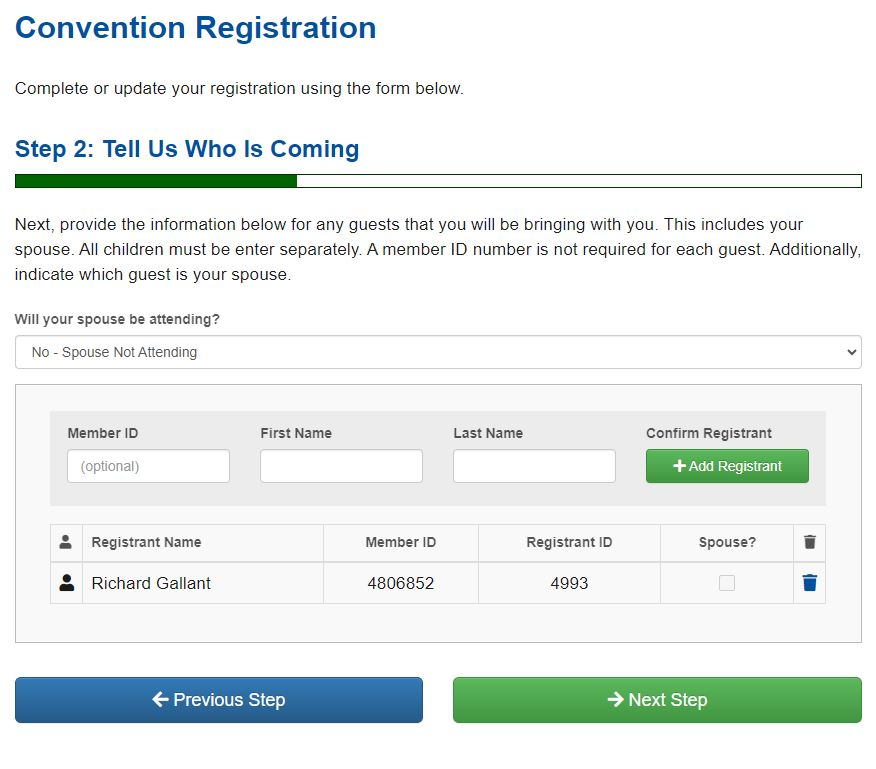 Convention Registration
Complete or update your registration using the form below.
Step 2: Tell Us Who Is Coming
Next, provide the information below for any guests that you will be bringing with you. This includes your
spouse. All children must be enter separately. A member ID number is not required for each guest. Additionally,
indicate which guest is your spouse.
Will your spouse be attending?
No - Spouse Not Attending
Member ID First Name Last Name Confirm Registrant
(optional) Add Registrant
Registrant Name Member ID Registrant ID Spouse?
Richard Gallant 4806852 4993
Previous Step Next Step